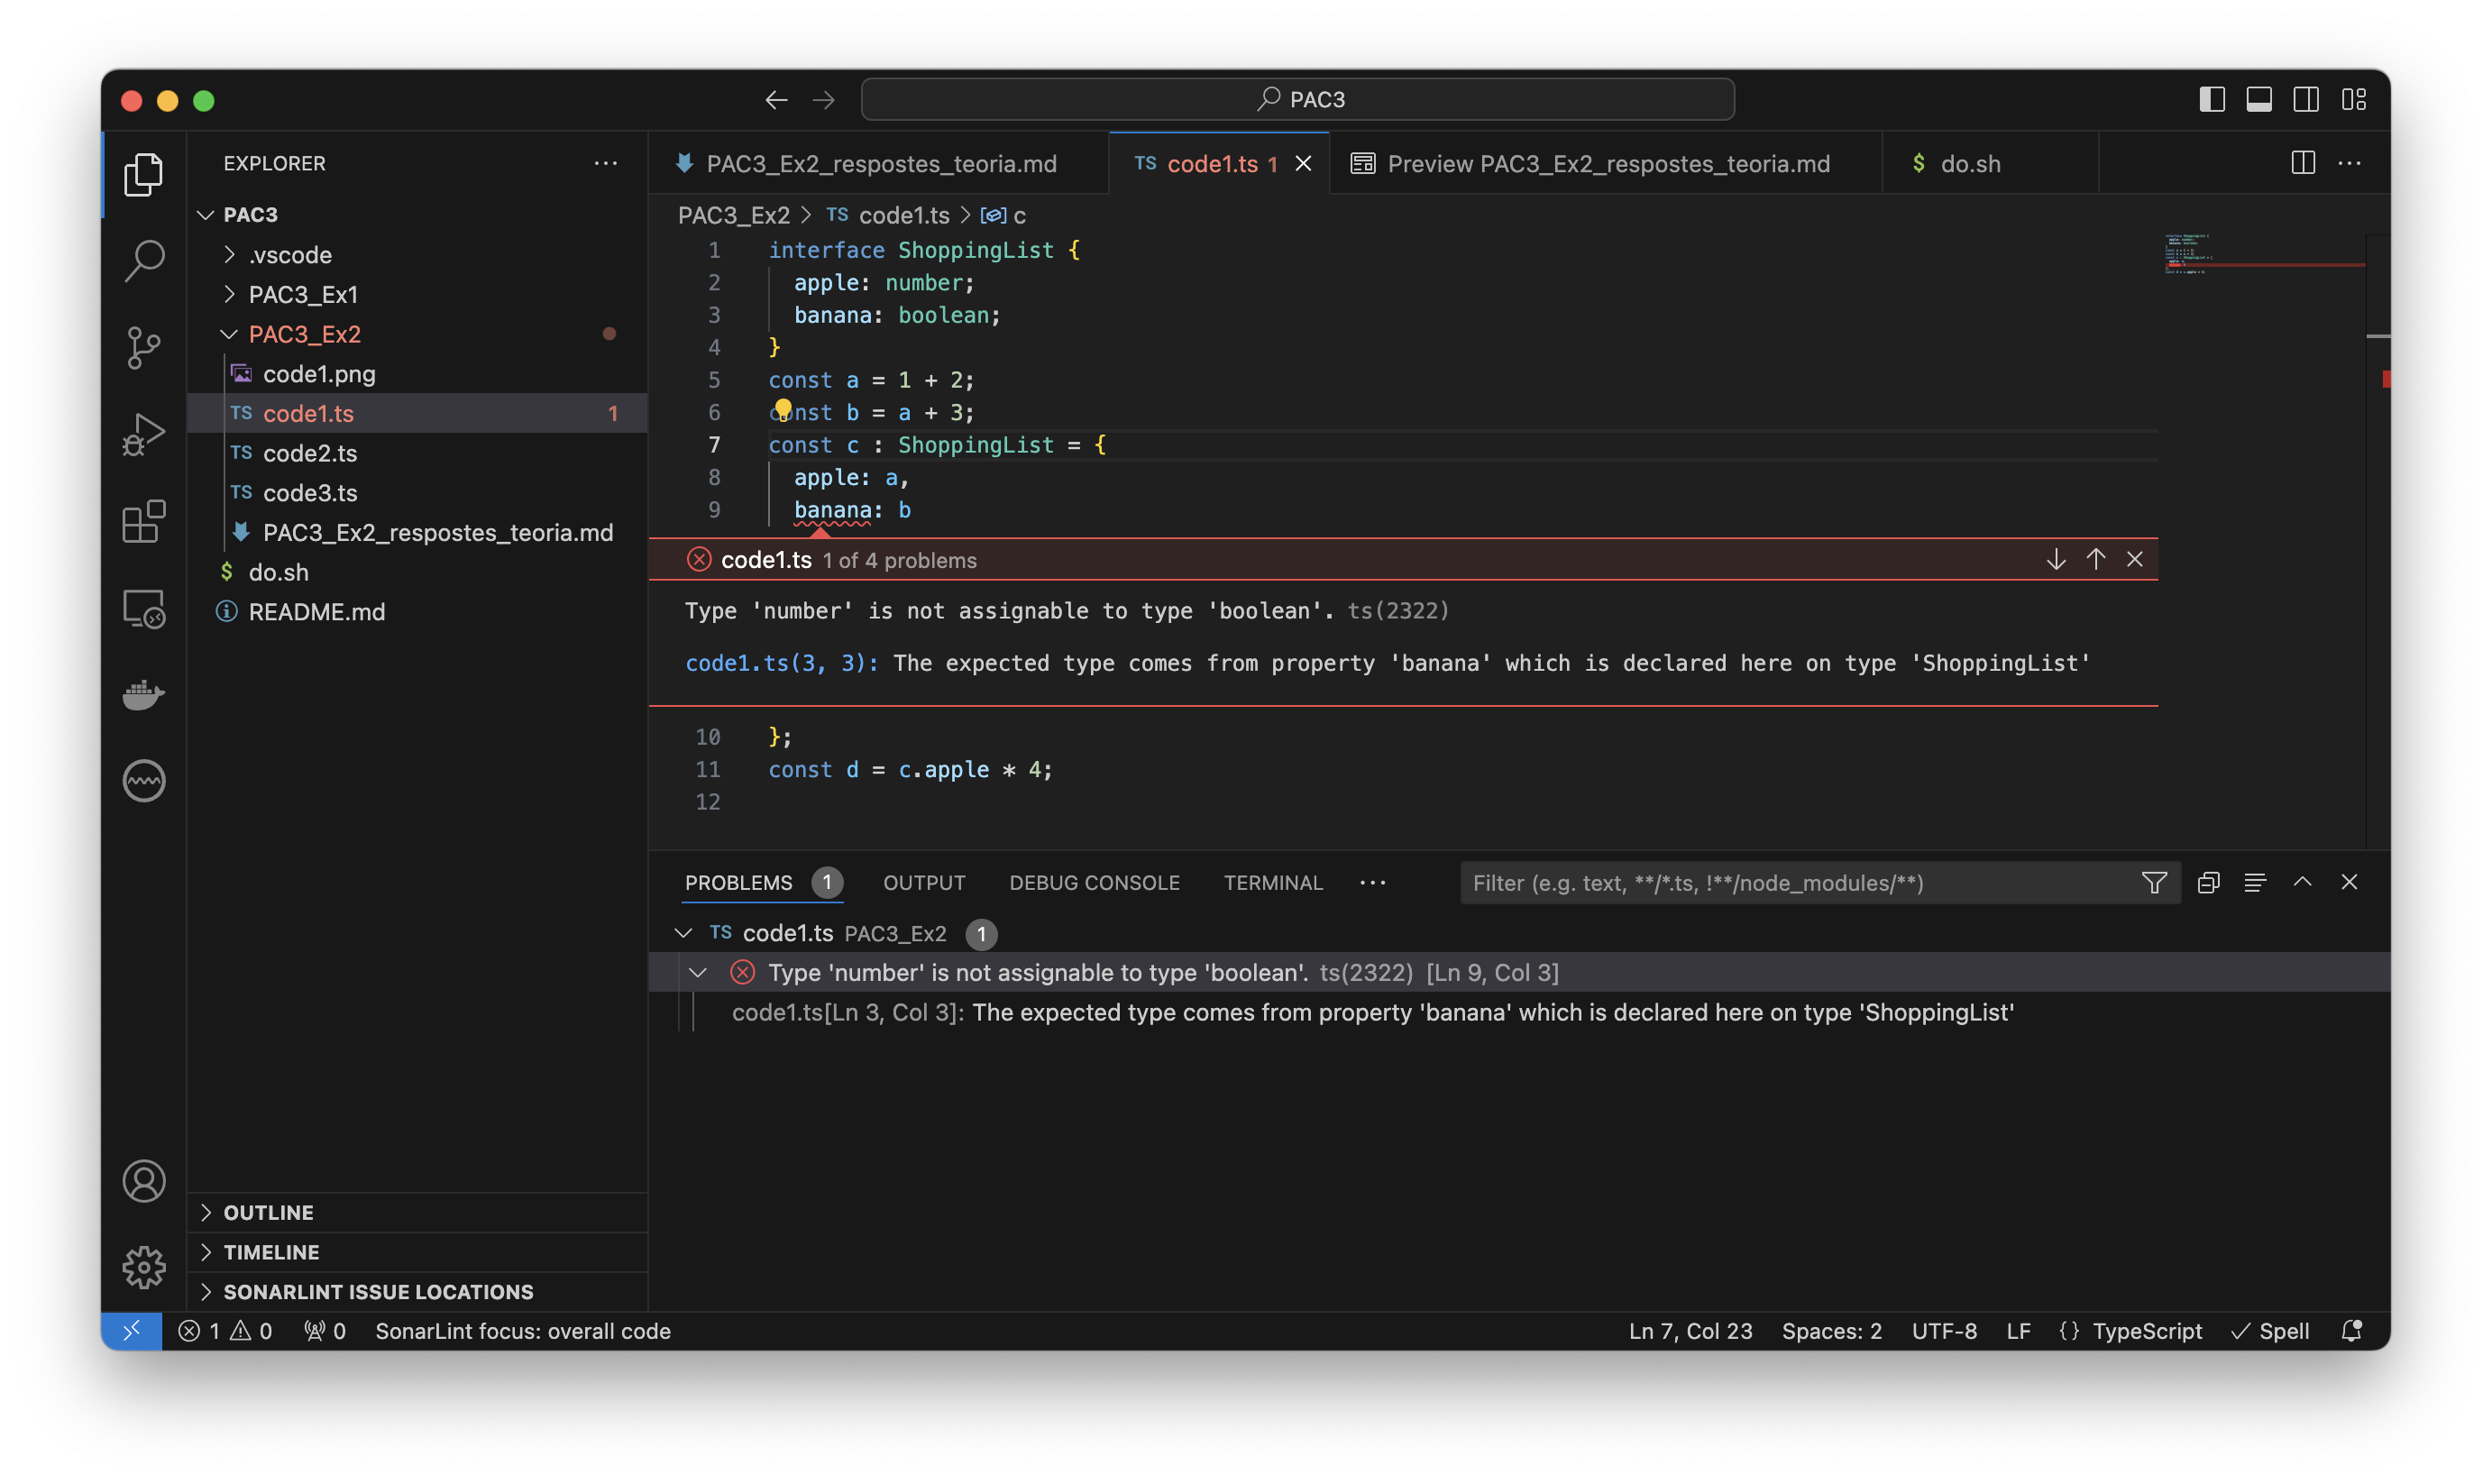 PAC3
EXPLORER
PAC3
.vscode
PAC3_Ex1
PAC3_Ex2
code1.png
TS code1.ts 1
TS code2.ts
TS code3.ts
PAC3_Ex2_respostes_teoria.md
$ do.sh
README.md
OUTLINE
TIMELINE
SONARLINT ISSUE LOCATIONS
PAC3_Ex2_respostes_teoria.md
TS code1.ts 1
Preview PAC3_Ex2_respostes_teoria.md
$ do.sh
PAC3_Ex2 > TS code1.ts > c
1 interface ShoppingList {
2 apple: number;
3 banana: boolean;
4 }
5 const a = 1 + 2;
6 const b = a + 3;
7 const c : ShoppingList = {
8 apple: a,
9 banana: b
code1.ts 1 of 4 problems
Type 'number' is not assignable to type 'boolean'. ts(2322)
code1.ts(3, 3): The expected type comes from property 'banana' which is declared here on type 'ShoppingList'
10 };
11 const d = c.apple * 4;
12
PROBLEMS 1 OUTPUT DEBUG CONSOLE TERMINAL
Filter (e.g. text, **/*.ts, !**/node_modules/**)
TS code1.ts PAC3_Ex2 1
Type 'number' is not assignable to type 'boolean'. ts(2322) [Ln 9, Col 3]
code1.ts[Ln 3, Col 3]: The expected type comes from property 'banana' which is declared here on type 'ShoppingList'
1 0 0 SonarLint focus: overall code
Ln 7, Col 23 Spaces: 2 UTF-8 LF {} TypeScript Spell